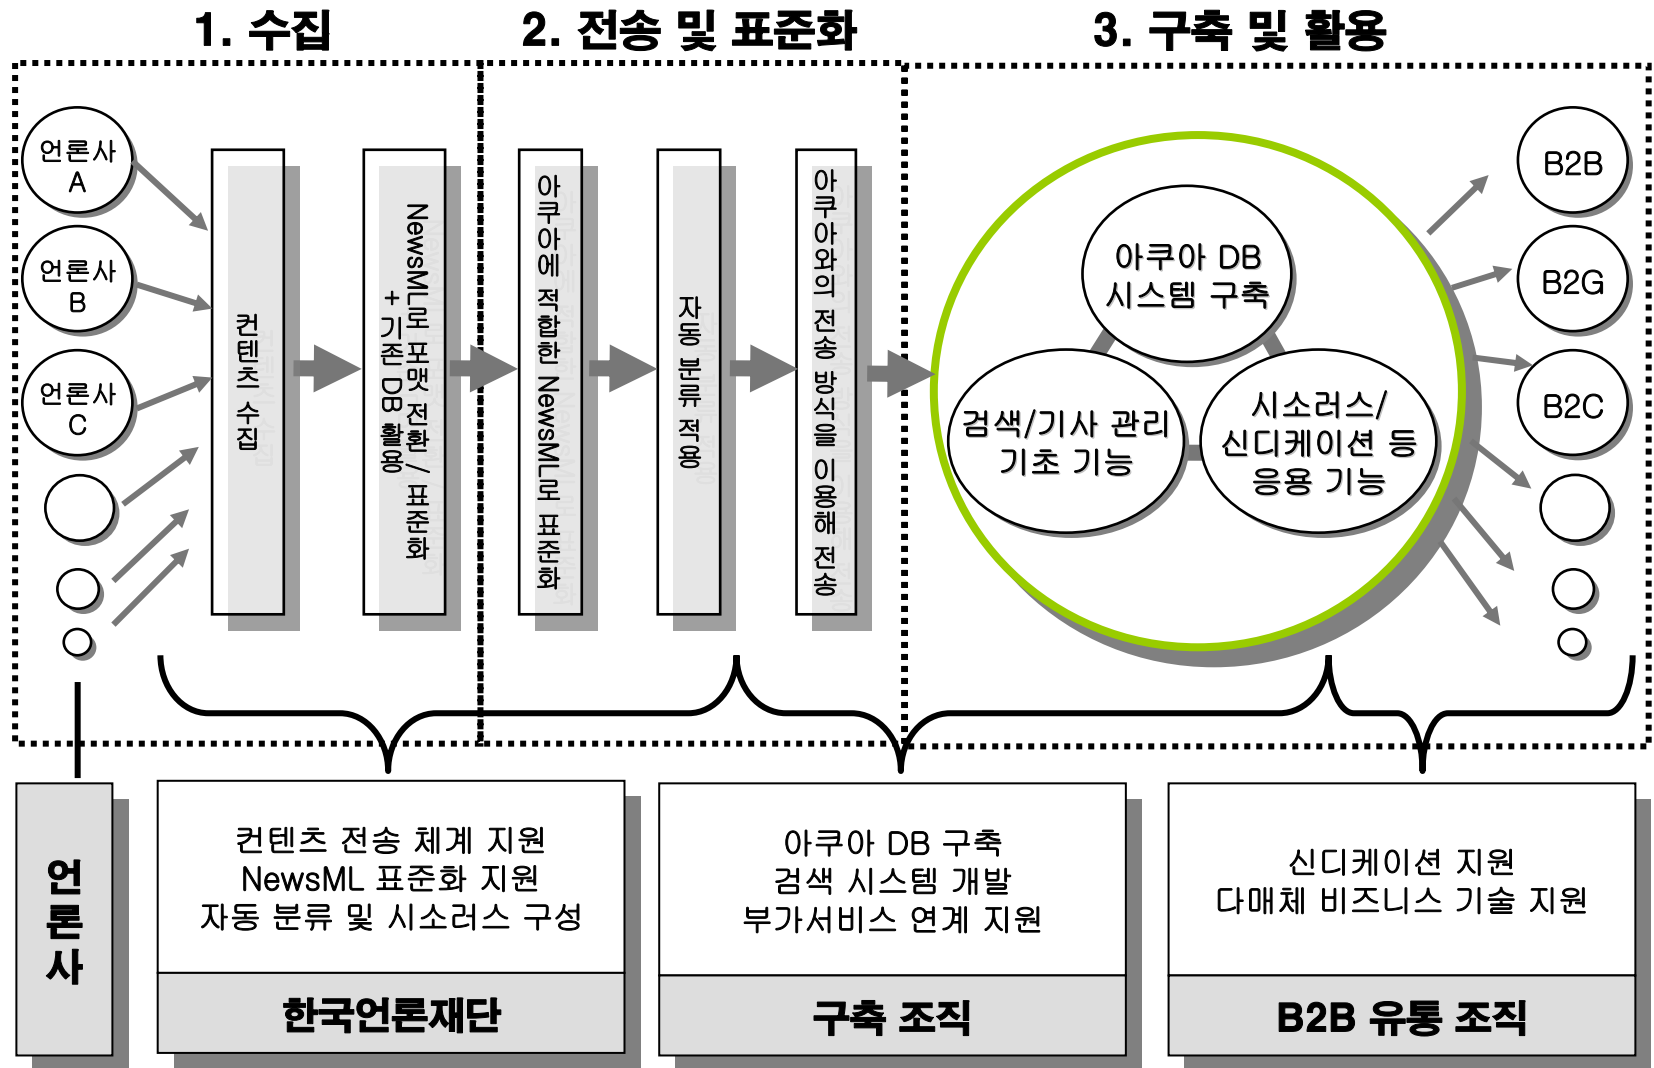 1. 수집
2. 전송 및 표준화
3. 구축 및 활용
언론사
A
언론사
B
언론사
C
컨텐츠 수집
NewsML로 포맷 전환 / 표준화
+ 기존 DB 활용
아쿠아에 적합한 NewsML로 표준화
자동 분류 적용
아쿠아와의 전송 방식을 이용해 전송
아쿠아 DB
시스템 구축
검색/기사 관리
기초 기능
시소러스/
신디케이션 등
응용 기능
B2B
B2G
B2C
언론사
컨텐츠 전송 체계 지원
NewsML 표준화 지원
자동 분류 및 시소러스 구성
한국언론재단
아쿠아 DB 구축
검색 시스템 개발
부가서비스 연계 지원
구축 조직
신디케이션 지원
다매체 비즈니스 기술 지원
B2B 유통 조직